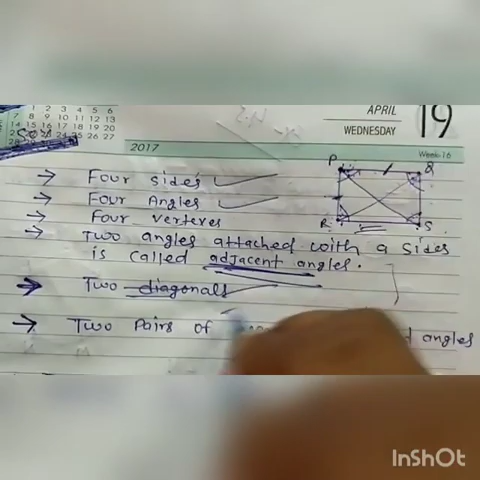 APRIL
19
WEDNESDAY
2017
Week-16
P
→ Four sides
→ Four Angles
→ Four vertexes
R S
→ Two angles attached with a sides
is called adjacent angles.
→ Two diagonals
→ Two Pairs of angles
InShOt